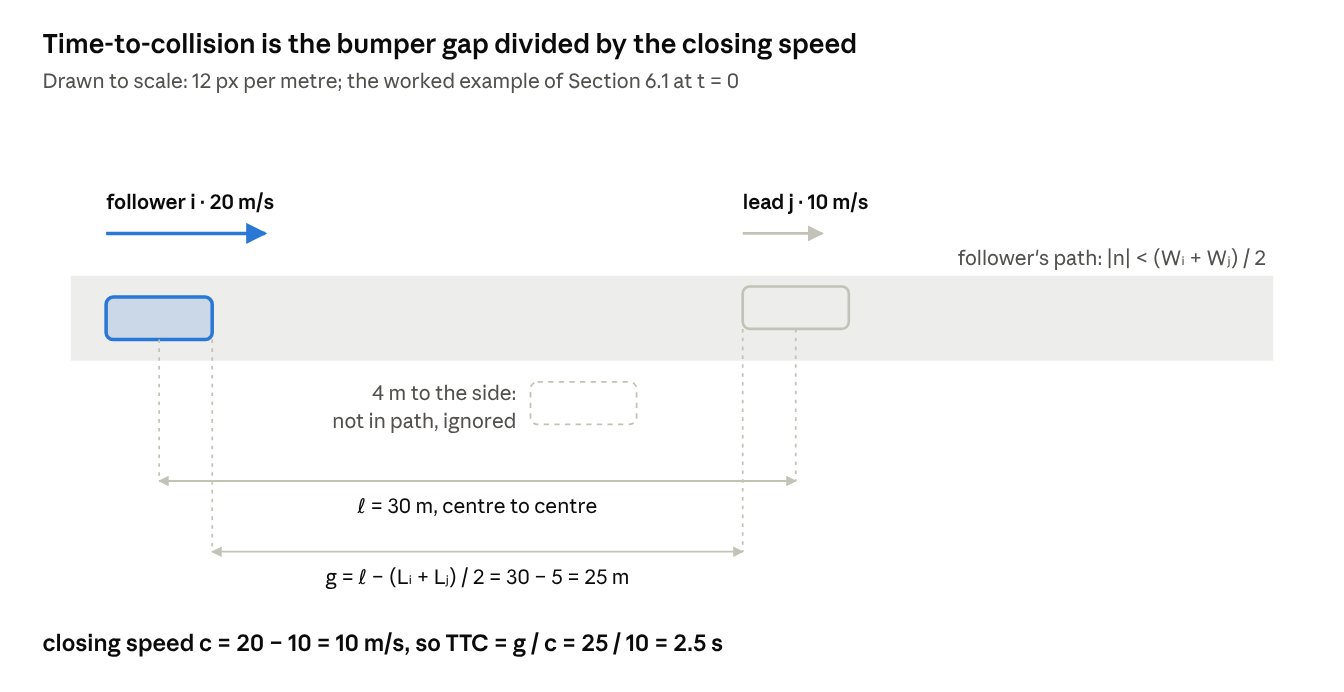 Time-to-collision is the bumper gap divided by the closing speed
Drawn to scale: 12 px per metre; the worked example of Section 6.1 at t = 0
follower i · 20 m/s
lead j · 10 m/s
follower's path: |n| < (Wᵢ + Wⱼ) / 2
4 m to the side:
not in path, ignored
ℓ = 30 m, centre to centre
g = ℓ − (Lᵢ + Lⱼ) / 2 = 30 − 5 = 25 m
closing speed c = 20 − 10 = 10 m/s, so TTC = g / c = 25 / 10 = 2.5 s